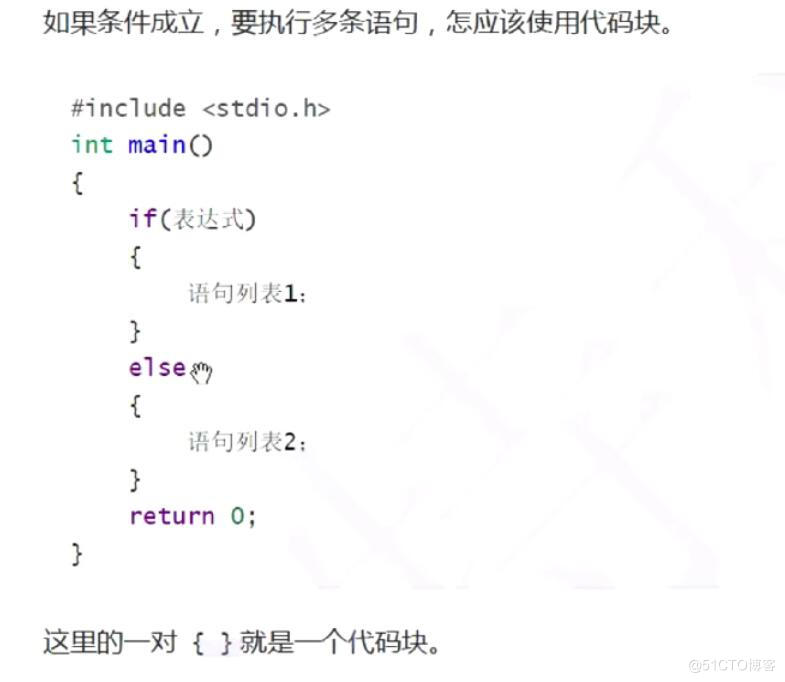 如果条件成立，要执行多条语句，怎应该使用代码块。
#include <stdio.h>
int main()
{
    if(表达式)
    {
        语句列表1;
    }
    else
    {
        语句列表2;
    }
    return 0;
}
这里的一对 { } 就是一个代码块。
@51CTO博客